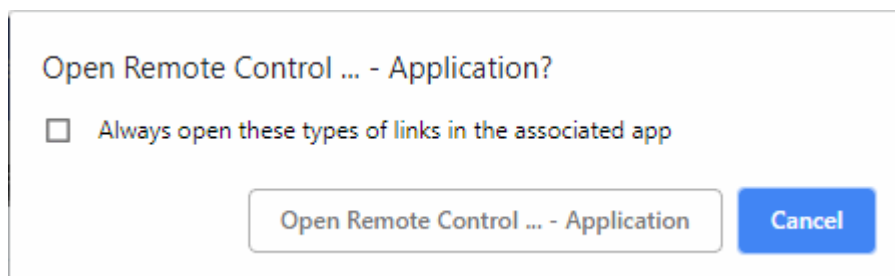 Open Remote Control ... - Application?
Always open these types of links in the associated app
Open Remote Control ... - Application
Cancel